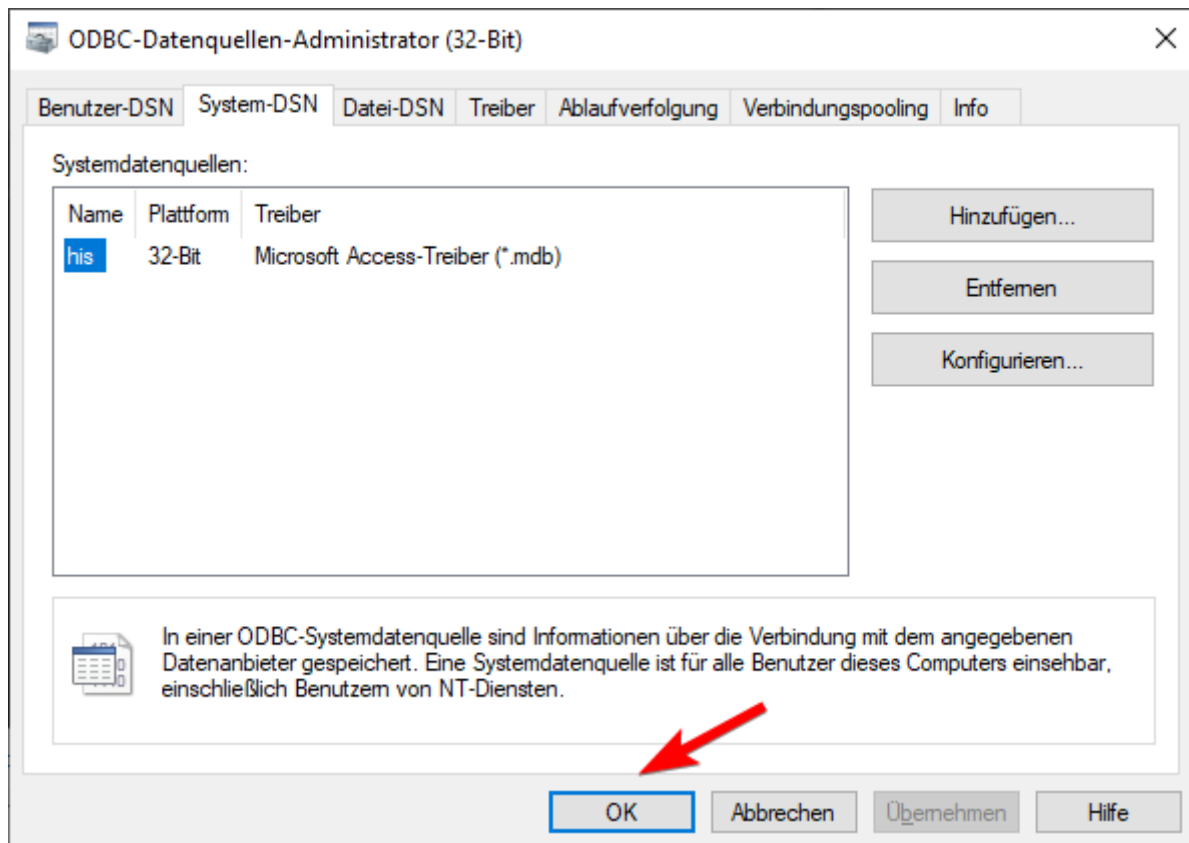 ODBC-Datenquellen-Administrator (32-Bit)
Benutzer-DSN System-DSN Datei-DSN Treiber Ablaufverfolgung Verbindungspooling Info
Systemdatenquellen:
Name Plattform Treiber
his 32-Bit Microsoft Access-Treiber (*.mdb)
Hinzufügen...
Entfernen
Konfigurieren...
In einer ODBC-Systemdatenquelle sind Informationen über die Verbindung mit dem angegebenen
Datenanbieter gespeichert. Eine Systemdatenquelle ist für alle Benutzer dieses Computers einsehbar,
einschließlich Benutzern von NT-Diensten.
OK Abbrechen Übernehmen Hilfe